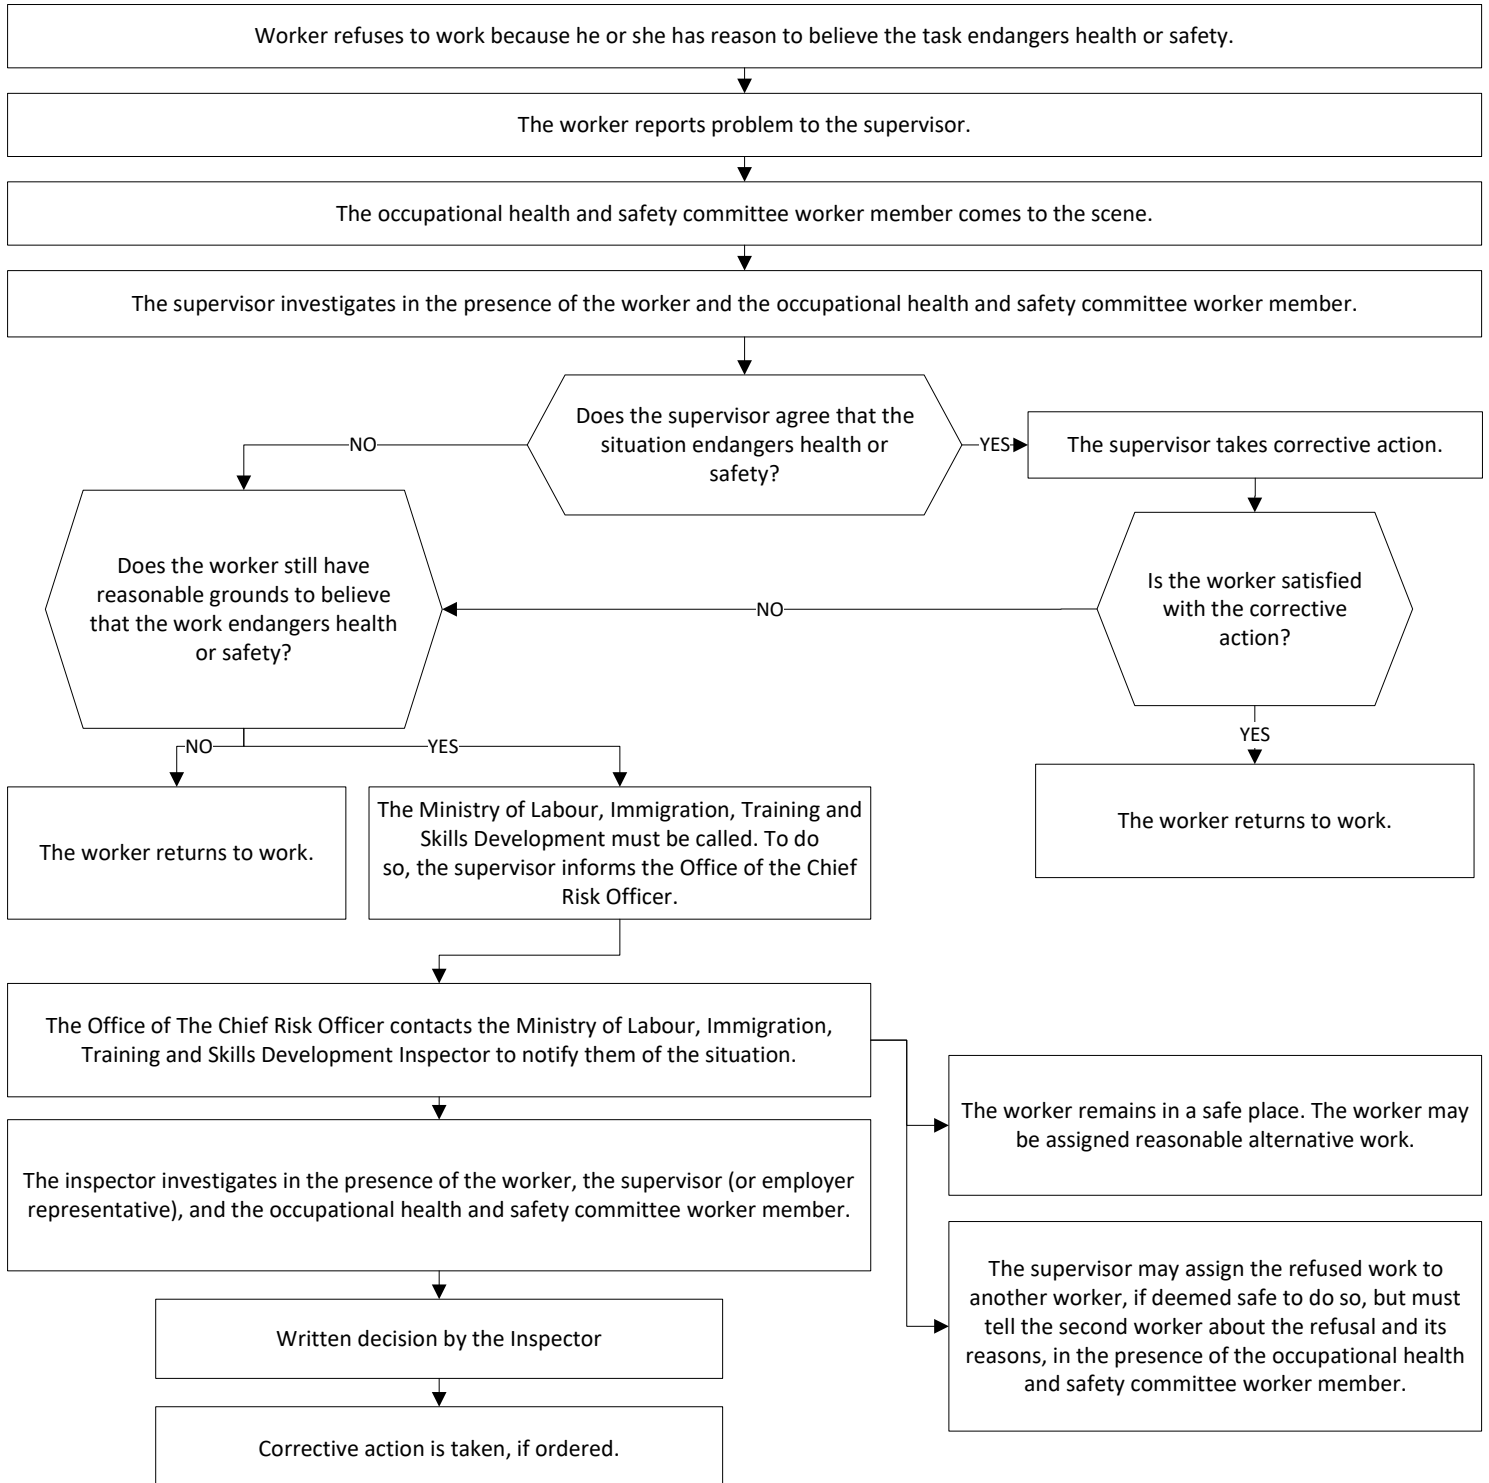 Worker refuses to work because he or she has reason to believe the task endangers health or safety.
The worker reports problem to the supervisor.
The occupational health and safety committee worker member comes to the scene.
The supervisor investigates in the presence of the worker and the occupational health and safety committee worker member.
Does the supervisor agree that the
situation endangers health or
safety?
NO
YES
The supervisor takes corrective action.
Does the worker still have
reasonable grounds to believe
that the work endangers health
or safety?
NO
Is the worker satisfied
with the corrective
action?
NO
YES
YES
The worker returns to work.
The Ministry of Labour, Immigration, Training and
Skills Development must be called. To do
so, the supervisor informs the Office of the Chief
Risk Officer.
The worker returns to work.
The Office of The Chief Risk Officer contacts the Ministry of Labour, Immigration,
Training and Skills Development Inspector to notify them of the situation.
The worker remains in a safe place. The worker may
be assigned reasonable alternative work.
The inspector investigates in the presence of the worker, the supervisor (or employer
representative), and the occupational health and safety committee worker member.
The supervisor may assign the refused work to
another worker, if deemed safe to do so, but must
tell the second worker about the refusal and its
reasons, in the presence of the occupational health
and safety committee worker member.
Written decision by the Inspector
Corrective action is taken, if ordered.